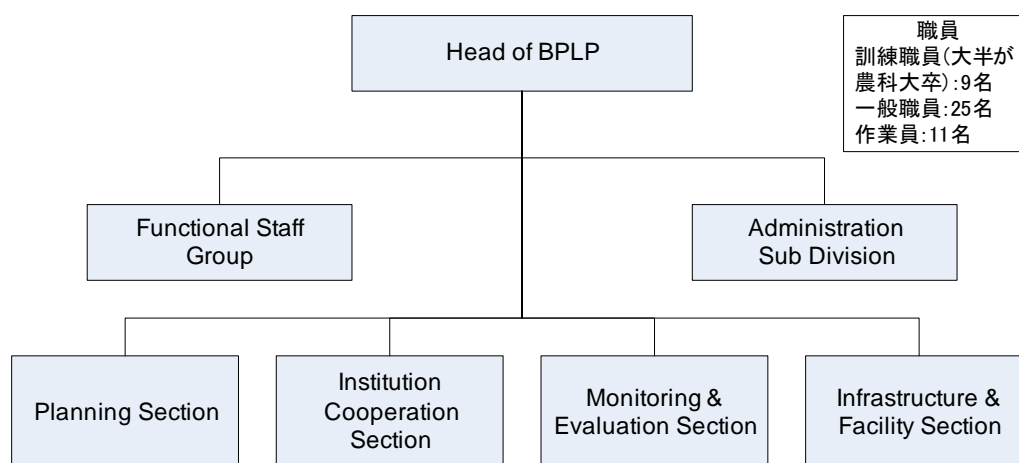 Head of BPLP
職員
訓練職員(大半が
農科大卒):9名
一般職員:25名
作業員:11名
Functional Staff
Group
Administration
Sub Division
Planning Section
Institution
Cooperation
Section
Monitoring &
Evaluation Section
Infrastructure &
Facility Section